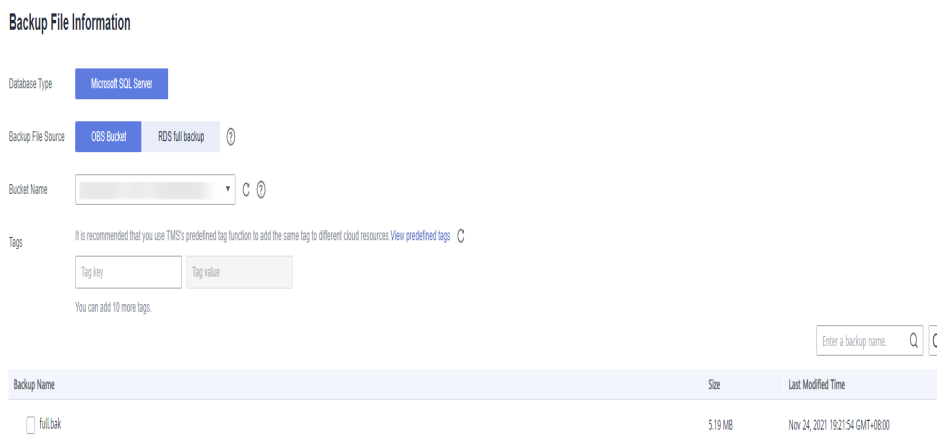 Backup File Information
Database Type Microsoft SQL Server
Backup File Source OBS Bucket RDS full backup ?
Bucket Name ?
Tags It is recommended that you use TMS's predefined tag function to add the same tag to different cloud resources. View predefined tags
Tag key Tag value
You can add 10 more tags.
Enter a backup name.
Backup Name Size Last Modified Time
full.bak 5.19 MB Nov 24, 2021 19:21:54 GMT+08:00